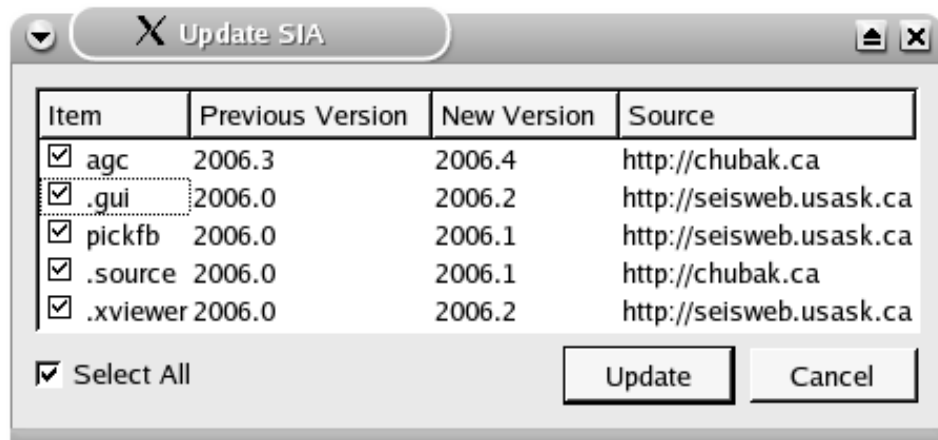 Update SIA
Item Previous Version New Version Source
agc 2006.3 2006.4 http://chubak.ca
.gui 2006.0 2006.2 http://seisweb.usask.ca
pickfb 2006.0 2006.1 http://seisweb.usask.ca
.source 2006.0 2006.1 http://chubak.ca
.xviewer 2006.0 2006.2 http://seisweb.usask.ca
Select All Update Cancel